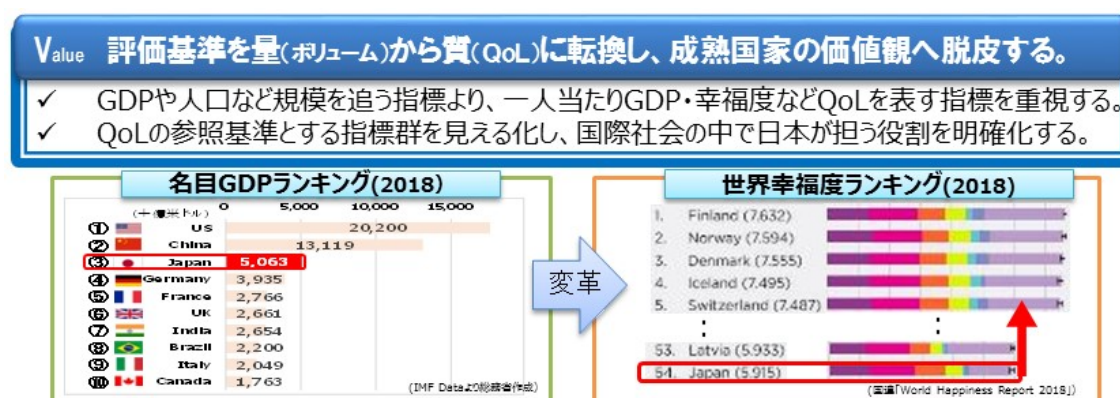 Value 評価基準を量(ボリューム)から質(QoL)に転換し、成熟国家の価値観へ脱皮する。
✓ GDPや人口など規模を追う指標より、一人当たりGDP・幸福度などQoLを表す指標を重視する。
✓ QoLの参照基準とする指標群を見える化し、国際社会の中で日本が担う役割を明確化する。
名目GDPランキング(2018)
(十億米ドル) 0 5,000 10,000 15,000
① US 20,200
② China 13,119
③ Japan 5,063
④ Germany 3,935
⑤ France 2,766
⑥ UK 2,661
⑦ India 2,654
⑧ Brazil 2,200
⑨ Italy 2,049
⑩ Canada 1,763
(IMF Dataより総務省作成)
変革
世界幸福度ランキング(2018)
1. Finland (7.632)
2. Norway (7.594)
3. Denmark (7.555)
4. Iceland (7.495)
5. Switzerland (7.487)
53. Latvia (5.933)
54. Japan (5.915)
(国連「World Happiness Report 2018」)